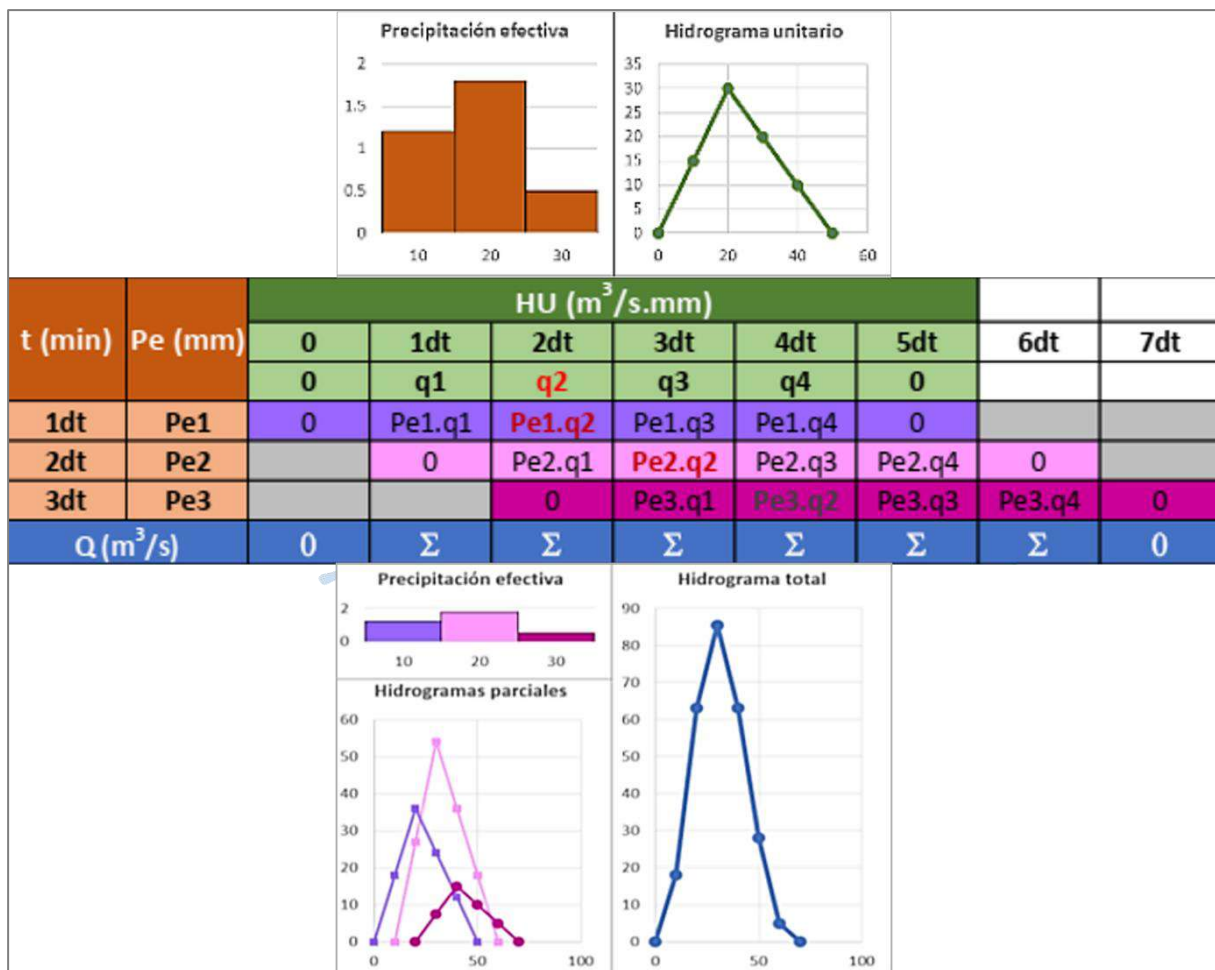 Precipitación efectiva
2
1.5
1
0.5
0
10 20 30
Hidrograma unitario
35
30
25
20
15
10
5
0
0 20 40 60
t (min) Pe (mm) HU (m³/s.mm)
0 1dt 2dt 3dt 4dt 5dt 6dt 7dt
0 q1 q2 q3 q4 0
1dt Pe1 0 Pe1.q1 Pe1.q2 Pe1.q3 Pe1.q4 0
2dt Pe2 0 Pe2.q1 Pe2.q2 Pe2.q3 Pe2.q4 0
3dt Pe3 0 Pe3.q1 Pe3.q2 Pe3.q3 Pe3.q4 0
Q (m³/s) 0 Σ Σ Σ Σ Σ Σ 0
Precipitación efectiva
2
0
10 20 30
Hidrogramas parciales
60
50
40
30
20
10
0
0 50 100
Hidrograma total
90
80
70
60
50
40
30
20
10
0
0 50 100